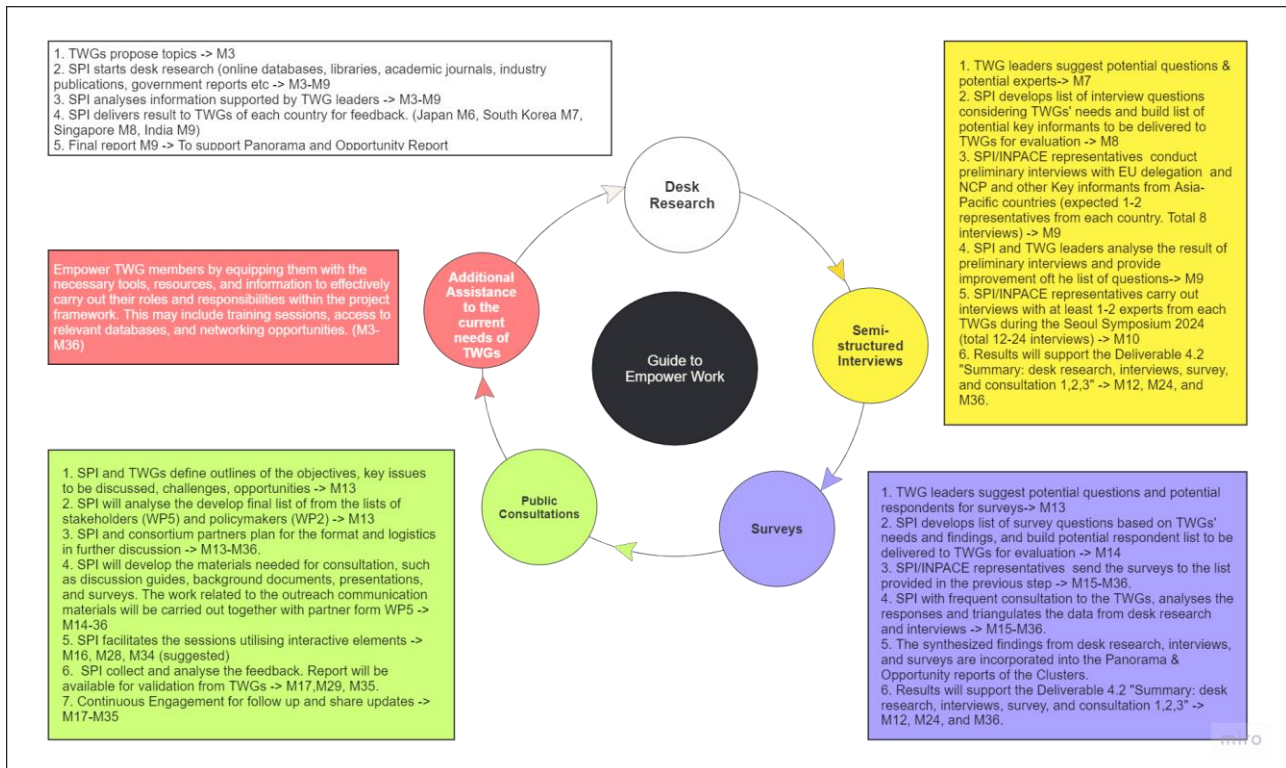 1. TWGs propose topics -> M3
2. SPI starts desk research (online databases, libraries, academic journals, industry
publications, government reports etc -> M3-M9
3. SPI analyses information supported by TWG leaders -> M3-M9
4. SPI delivers result to TWGs of each country for feedback. (Japan M6, South Korea M7,
Singapore M8, India M9)
5. Final report M9 -> To support Panorama and Opportunity Report
Desk
Research
1. TWG leaders suggest potential questions &
potential experts-> M7
2. SPI develops list of interview questions
considering TWGs' needs and build list of
potential key informants to be delivered to
TWGs for evaluation -> M8
3. SPI/INPACE representatives  conduct
preliminary interviews with EU delegation  and
NCP and other Key informants from Asia-
Pacific countries (expected 1-2
representatives from each country. Total 8
interviews) -> M9
4. SPI and TWG leaders analyse the result of
preliminary interviews and provide
improvement oft he list of questions-> M9
5. SPI/INPACE representatives carry out
interviews with at least 1-2 experts from each
TWGs during the Seoul Symposium 2024
(total 12-24 interviews) -> M10
6. Results will support the Deliverable 4.2
"Summary: desk research, interviews, survey,
and consultation 1,2,3" -> M12, M24, and
M36.
Empower TWG members by equipping them with the
necessary tools, resources, and information to effectively
carry out their roles and responsibilities within the project
framework. This may include training sessions, access to
relevant databases, and networking opportunities. (M3-
M36)
Additional
Assistance
to the
current
needs of
TWGs
Guide to
Empower Work
Semi-
structured
Interviews
1. SPI and TWGs define outlines of the objectives, key issues
to be discussed, challenges, opportunities -> M13
2. SPI will analyse the develop final list of from the lists of
stakeholders (WP5) and policymakers (WP2) -> M13
3. SPI and consortium partners plan for the format and logistics
in further discussion -> M13-M36.
4. SPI will develop the materials needed for consultation, such
as discussion guides, background documents, presentations,
and surveys. The work related to the outreach communication
materials will be carried out together with partner form WP5 ->
M14-36
5. SPI facilitates the sessions utilising interactive elements ->
M16, M28, M34 (suggested)
6.  SPI collect and analyse the feedback. Report will be
available for validation from TWGs -> M17,M29, M35.
7. Continuous Engagement for follow up and share updates ->
M17-M35
Public
Consultations
Surveys
1. TWG leaders suggest potential questions and potential
respondents for surveys-> M13
2. SPI develops list of survey questions based on TWGs'
needs and findings, and build potential respondent list to be
delivered to TWGs for evaluation -> M14
3. SPI/INPACE representatives  send the surveys to the list
provided in the previous step -> M15-M36.
4. SPI with frequent consultation to the TWGs, analyses the
responses and triangulates the data from desk research
and interviews -> M15-M36.
5. The synthesized findings from desk research, interviews,
and surveys are incorporated into the Panorama &
Opportunity reports of the Clusters.
6. Results will support the Deliverable 4.2 "Summary: desk
research, interviews, survey, and consultation 1,2,3" ->
M12, M24, and M36.
miro